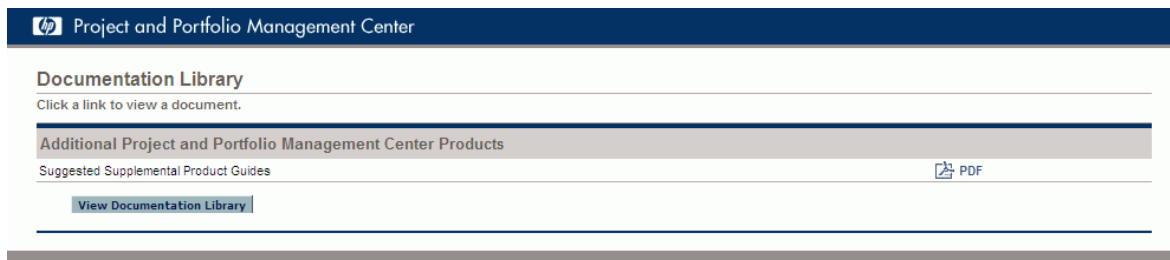 hp Project and Portfolio Management Center
Documentation Library
Click a link to view a document.
Additional Project and Portfolio Management Center Products
Suggested Supplemental Product Guides PDF
View Documentation Library